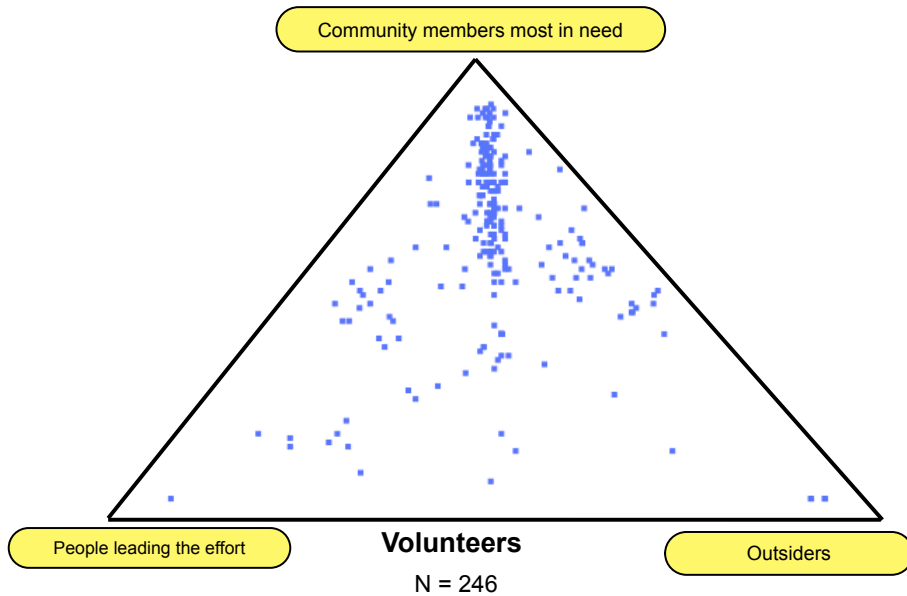 Community members most in need
People leading the effort
Volunteers
Outsiders
N = 246